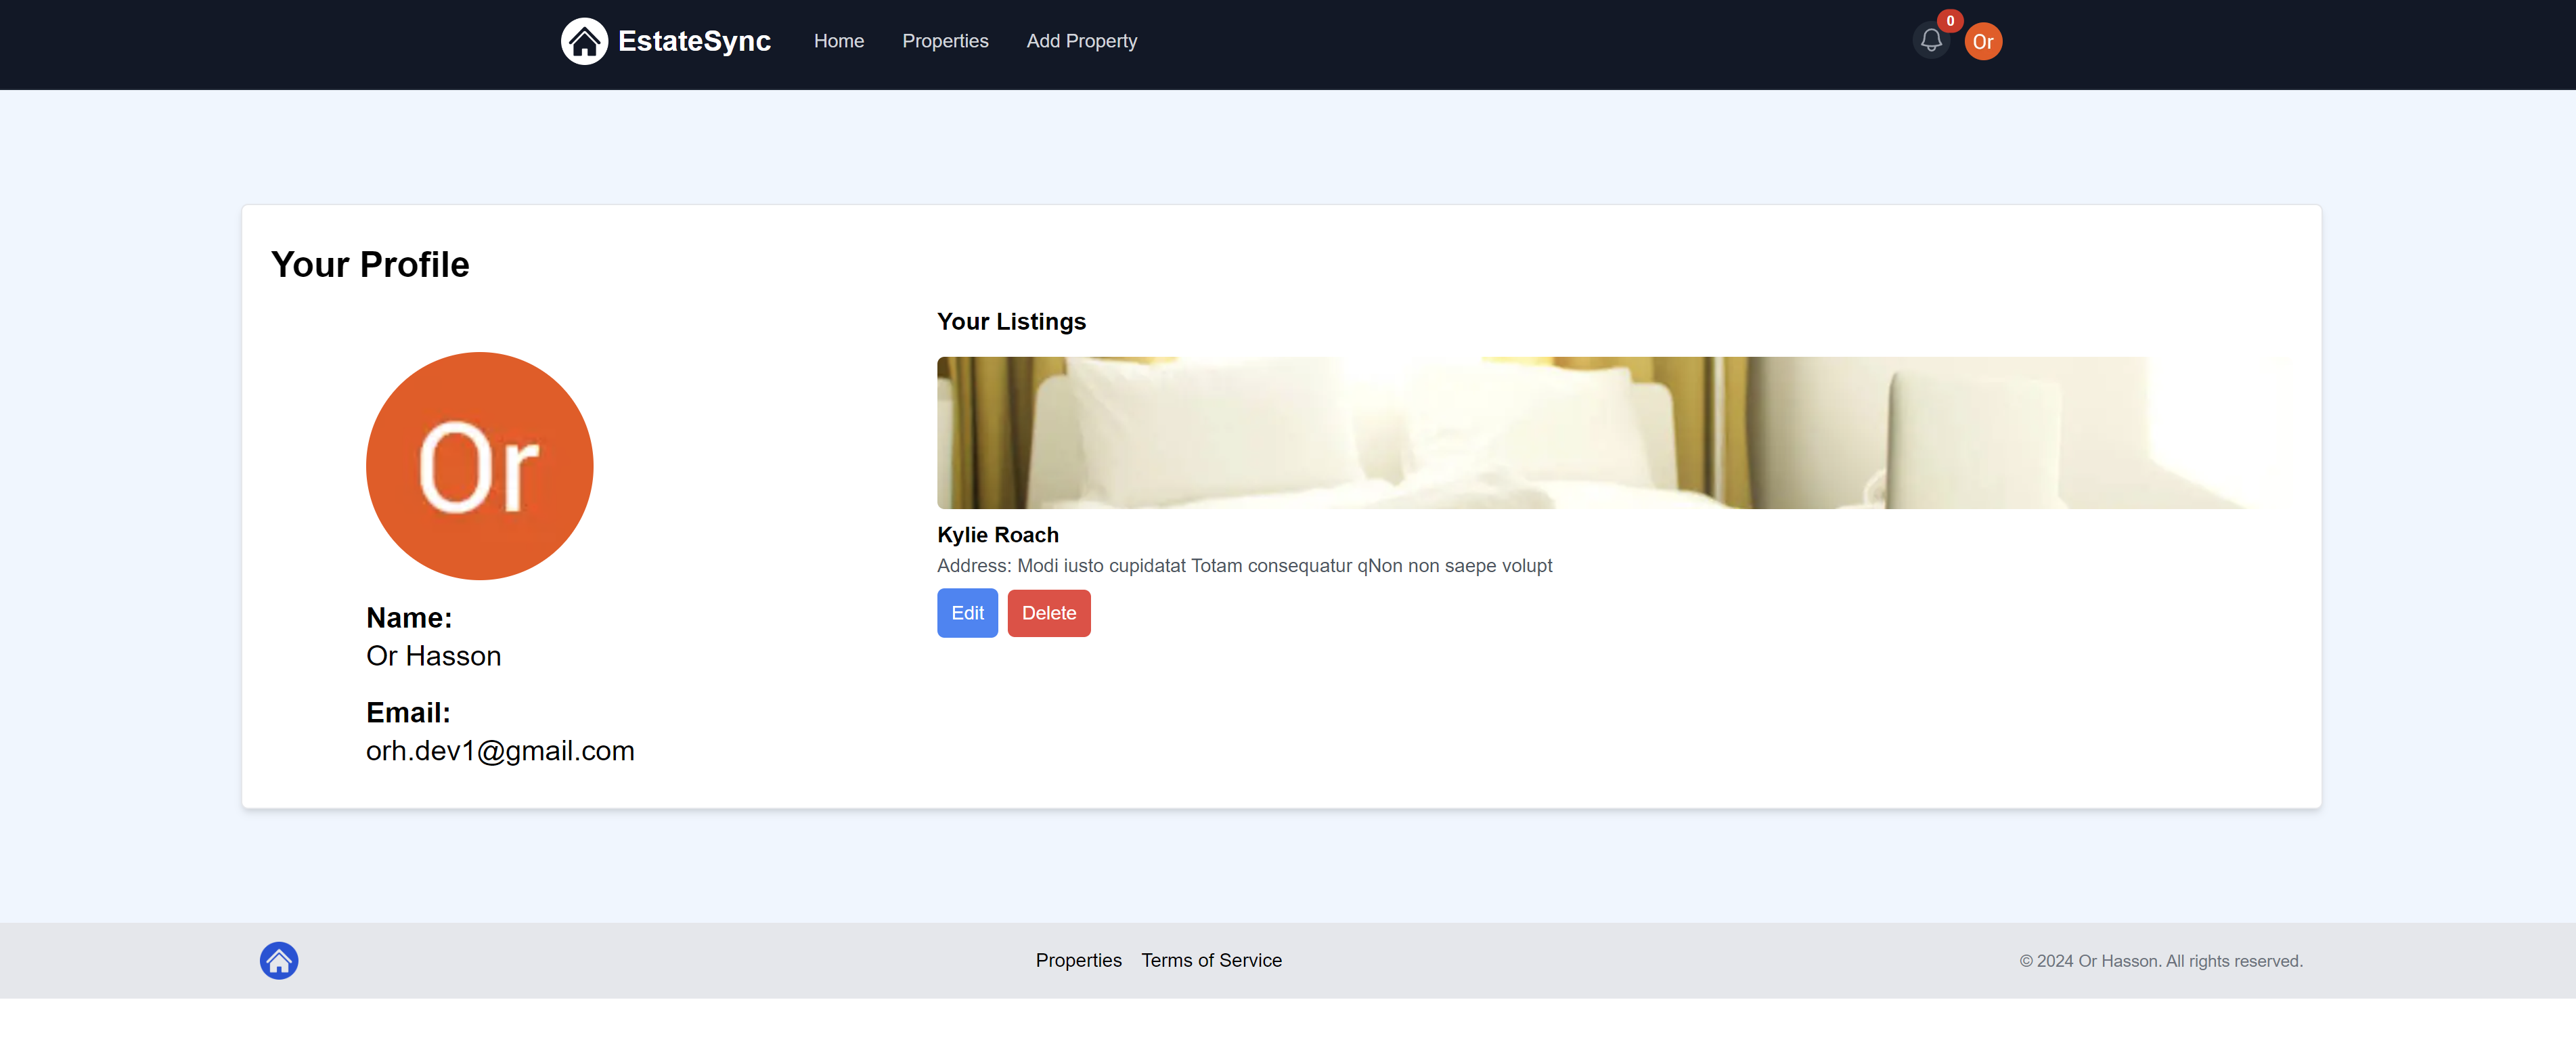 EstateSync
Home
Properties
Add Property
0
Or
Your Profile
Or
Name:
Or Hasson
Email:
orh.dev1@gmail.com
Your Listings
Kylie Roach
Address: Modi iusto cupidatat Totam consequatur qNon non saepe volupt
Edit
Delete
Properties
Terms of Service
© 2024 Or Hasson. All rights reserved.